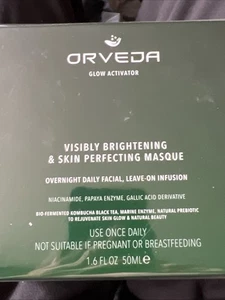 ORVEDA
GLOW ACTIVATOR
VISIBLY BRIGHTENING
& SKIN PERFECTING MASQUE
OVERNIGHT DAILY FACIAL, LEAVE-ON INFUSION
NIACINAMIDE, PAPAYA ENZYME, GALLIC ACID DERIVATIVE
BIO-FERMENTED KOMBUCHA BLACK TEA, MARINE ENZYME, NATURAL PREBIOTIC
TO REJUVENATE SKIN GLOW & NATURAL BEAUTY
USE ONCE DAILY
NOT SUITABLE IF PREGNANT OR BREASTFEEDING
1.6 FL OZ 50ML℮